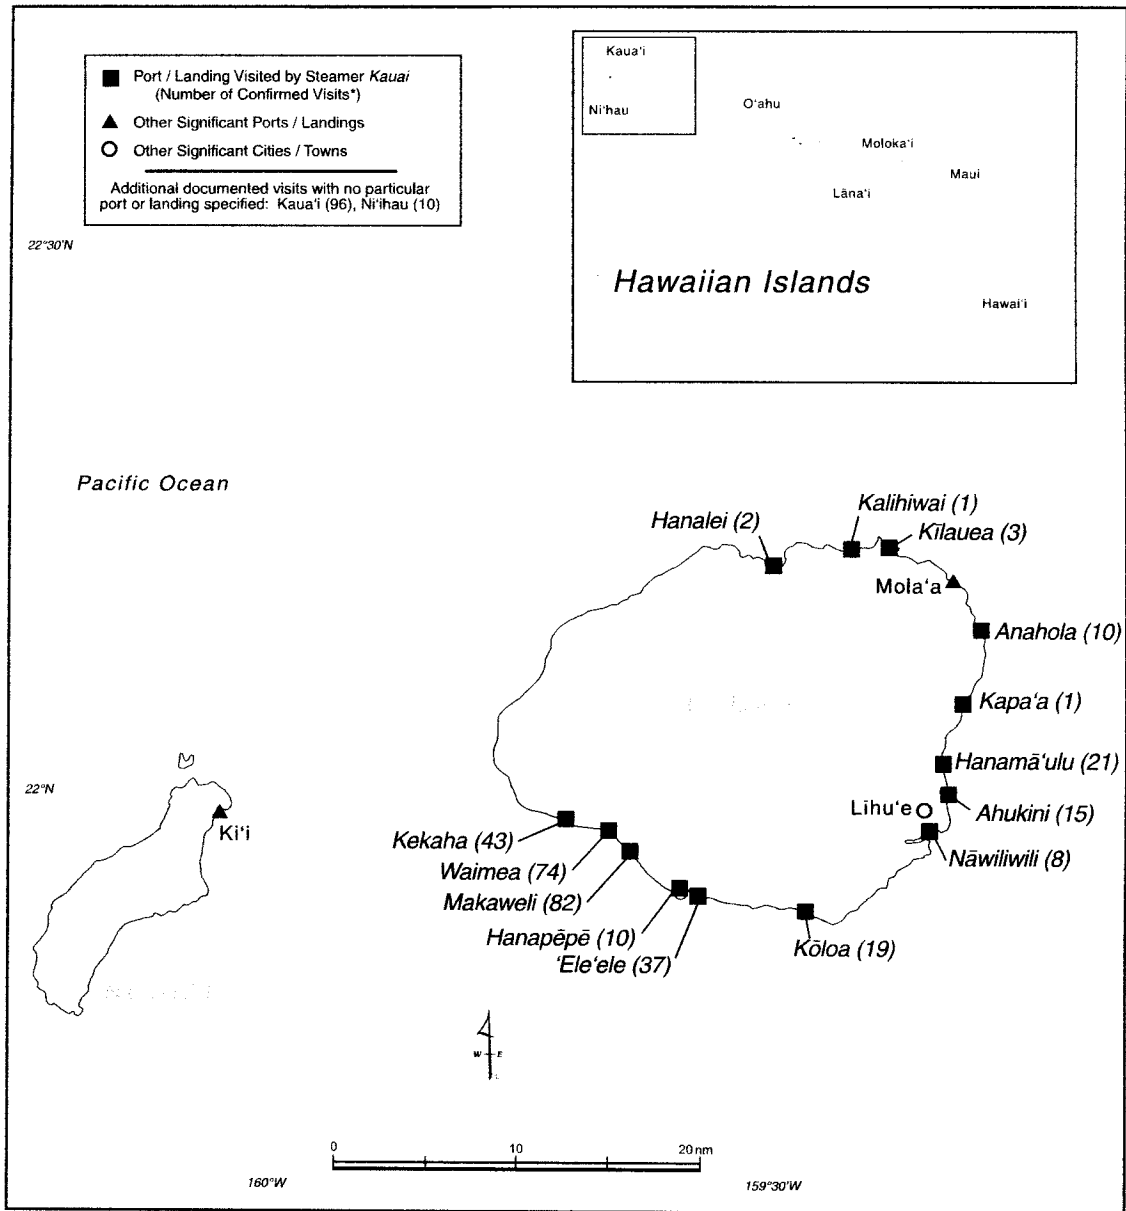 Port / Landing Visited by Steamer Kauai
(Number of Confirmed Visits*)
Other Significant Ports / Landings
Other Significant Cities / Towns
Additional documented visits with no particular
port or landing specified: Kaua'i (96), Ni'ihau (10)
Kaua'i
Ni'hau
O'ahu
Moloka'i
Maui
Lāna'i
Hawaiian Islands
Hawai'i
22°30'N
Pacific Ocean
Hanalei (2)
Kalihiwai (1)
Kīlauea (3)
Mola'a
Anahola (10)
Kapa'a (1)
Hanamā'ulu (21)
22°N
Līhu'e
Ahukini (15)
Ki'i
Kekaha (43)
Nāwiliwili (8)
Waimea (74)
Makaweli (82)
Hanapēpē (10)
'Ele'ele (37)
Kōloa (19)
W E
0 10 20 nm
160°W
159°30'W